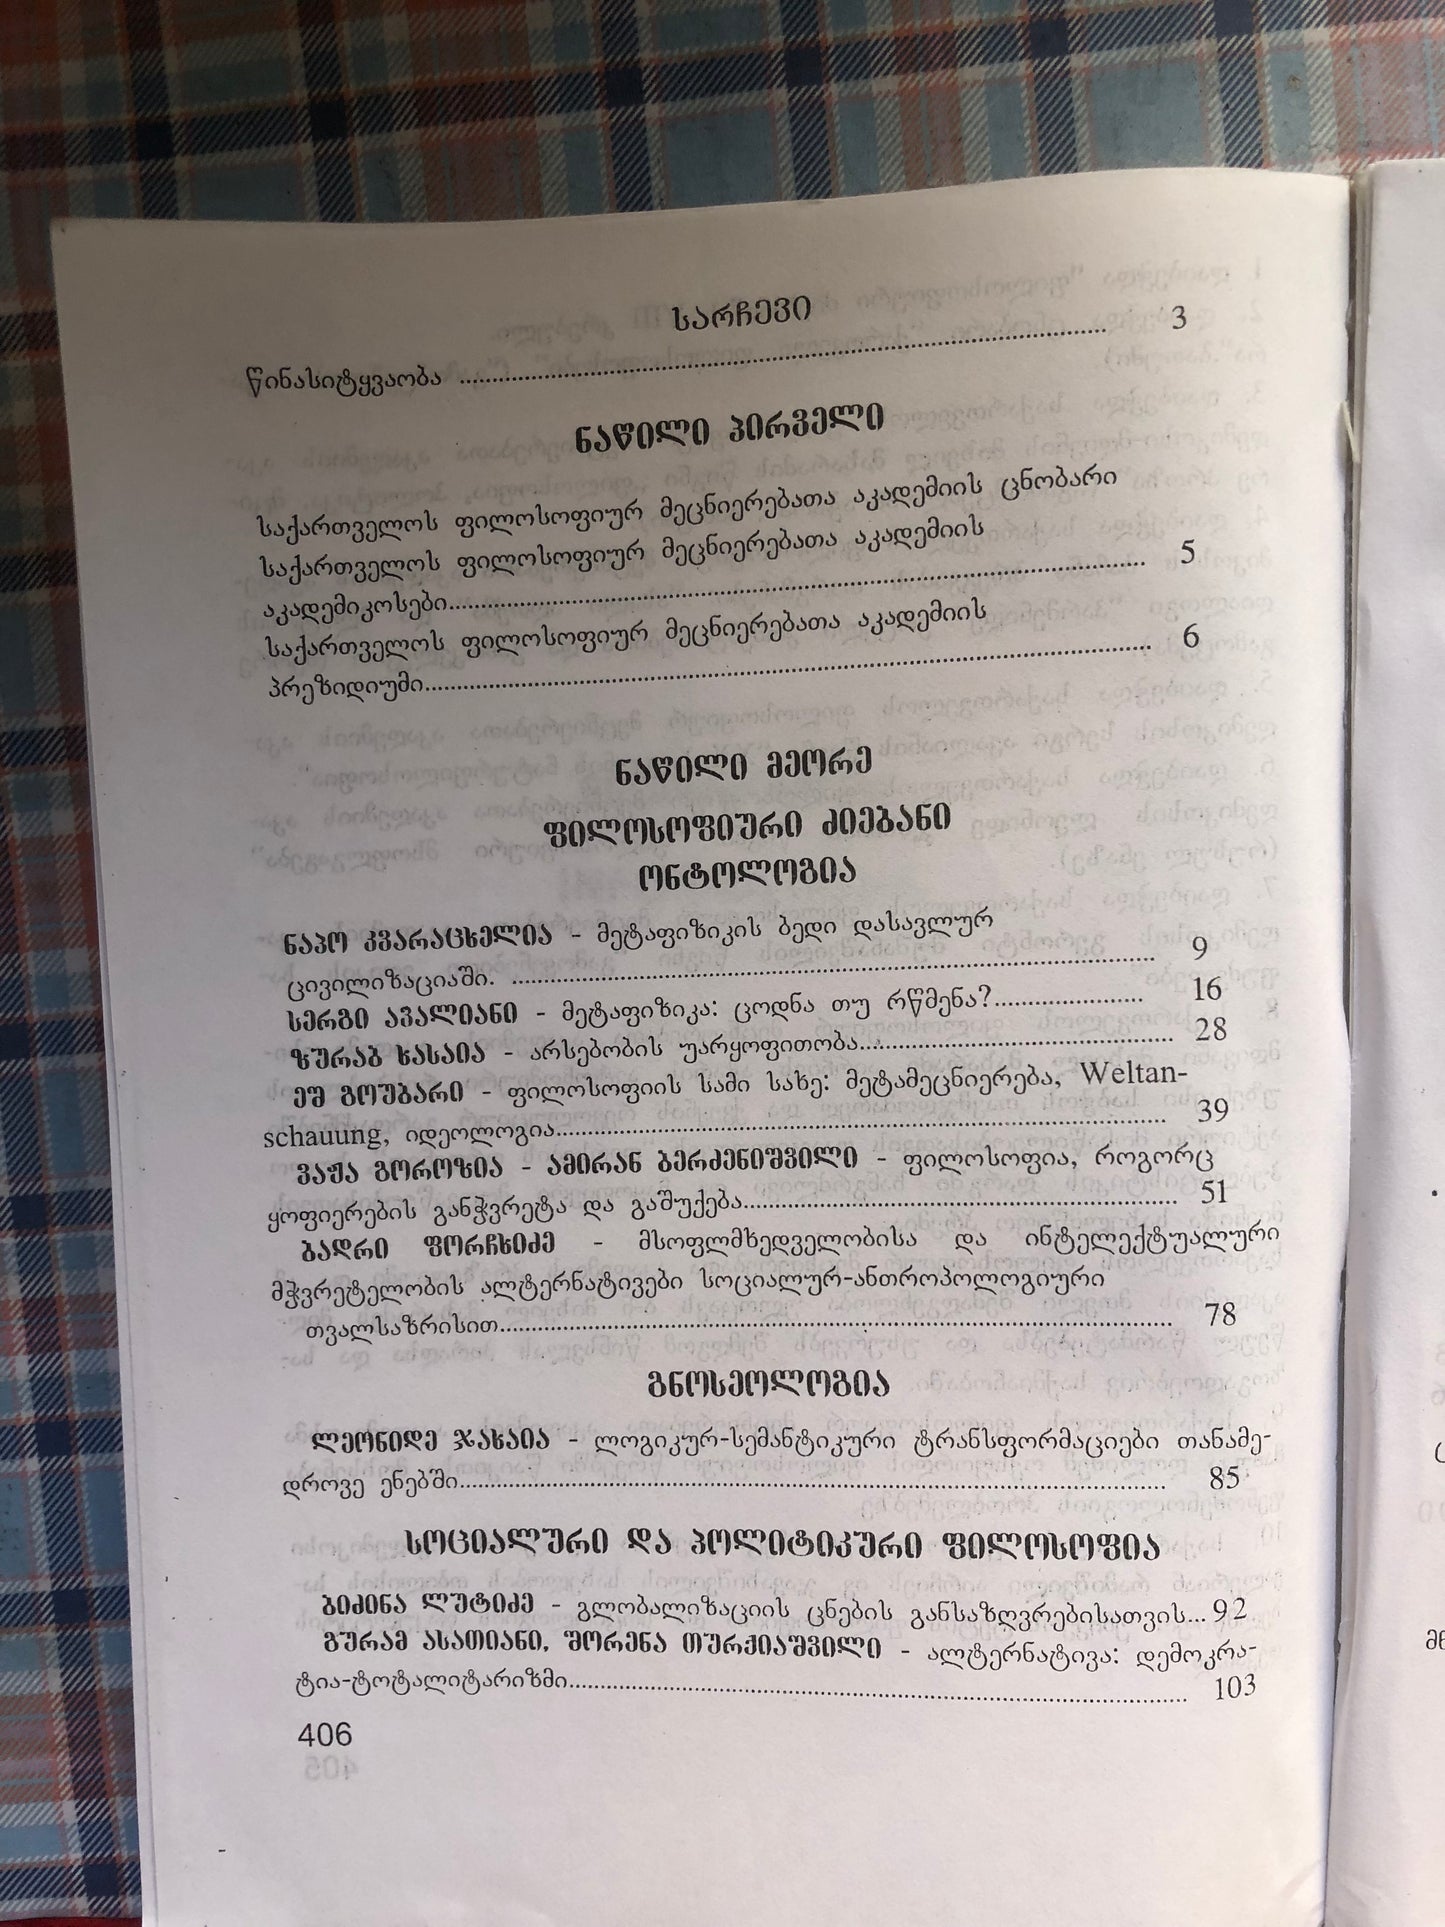 სარჩევი
წინასიტყვაობა ........................................ 3
ნაწილი პირველი
საქართველოს ფილოსოფიურ მეცნიერებათა აკადემიის ცნობარი
საქართველოს ფილოსოფიურ მეცნიერებათა აკადემიის
აკადემიკოსები........................................ 5
საქართველოს ფილოსოფიურ მეცნიერებათა აკადემიის
პრეზიდიუმი........................................ 6
ნაწილი მეორე
ფილოსოფიური ძიებანი
ონტოლოგია
ნაპო კვარაცხელია - მეტაფიზიკის ბედი დასავლურ
ცივილიზაციაში. ........................................ 9
სერგი ავალიანი - მეტაფიზიკა: ცოდნა თუ რწმენა?..................... 16
ზურაბ ხასაია - არსებობის უარყოფითობა........................................ 28
ეშ გოუბარი - ფილოსოფიის სამი სახე: მეტამეცნიერება, Weltan-
schauung, იდეოლოგია........................................ 39
ვაჟა გოროზია - ამირან ბერძენიშვილი - ფილოსოფია, როგორც
ყოფიერების განჭვრეტა და გაშუქება........................................ 51
ბადრი ფორჩხიძე - მსოფლმხედველობისა და ინტელექტუალური
მჭვრეტელობის ალტერნატივები სოციალურ-ანთროპოლოგიური
თვალსაზრისით........................................ 78
გნოსეოლოგია
ლეონიდე ჯახაია - ლოგიკურ-სემანტიკური ტრანსფორმაციები თანამე-
დროვე ენებში........................................ 85
სოციალური და პოლიტიკური ფილოსოფია
ბიძინა ლუტიძე - გლობალიზაციის ცნების განსაზღვრებისათვის... 92
გურამ ასათიანი, შორენა თურქიაშვილი - ალტერნატივა: დემოკრა-
ტია-ტოტალიტარიზმი........................................ 103
406